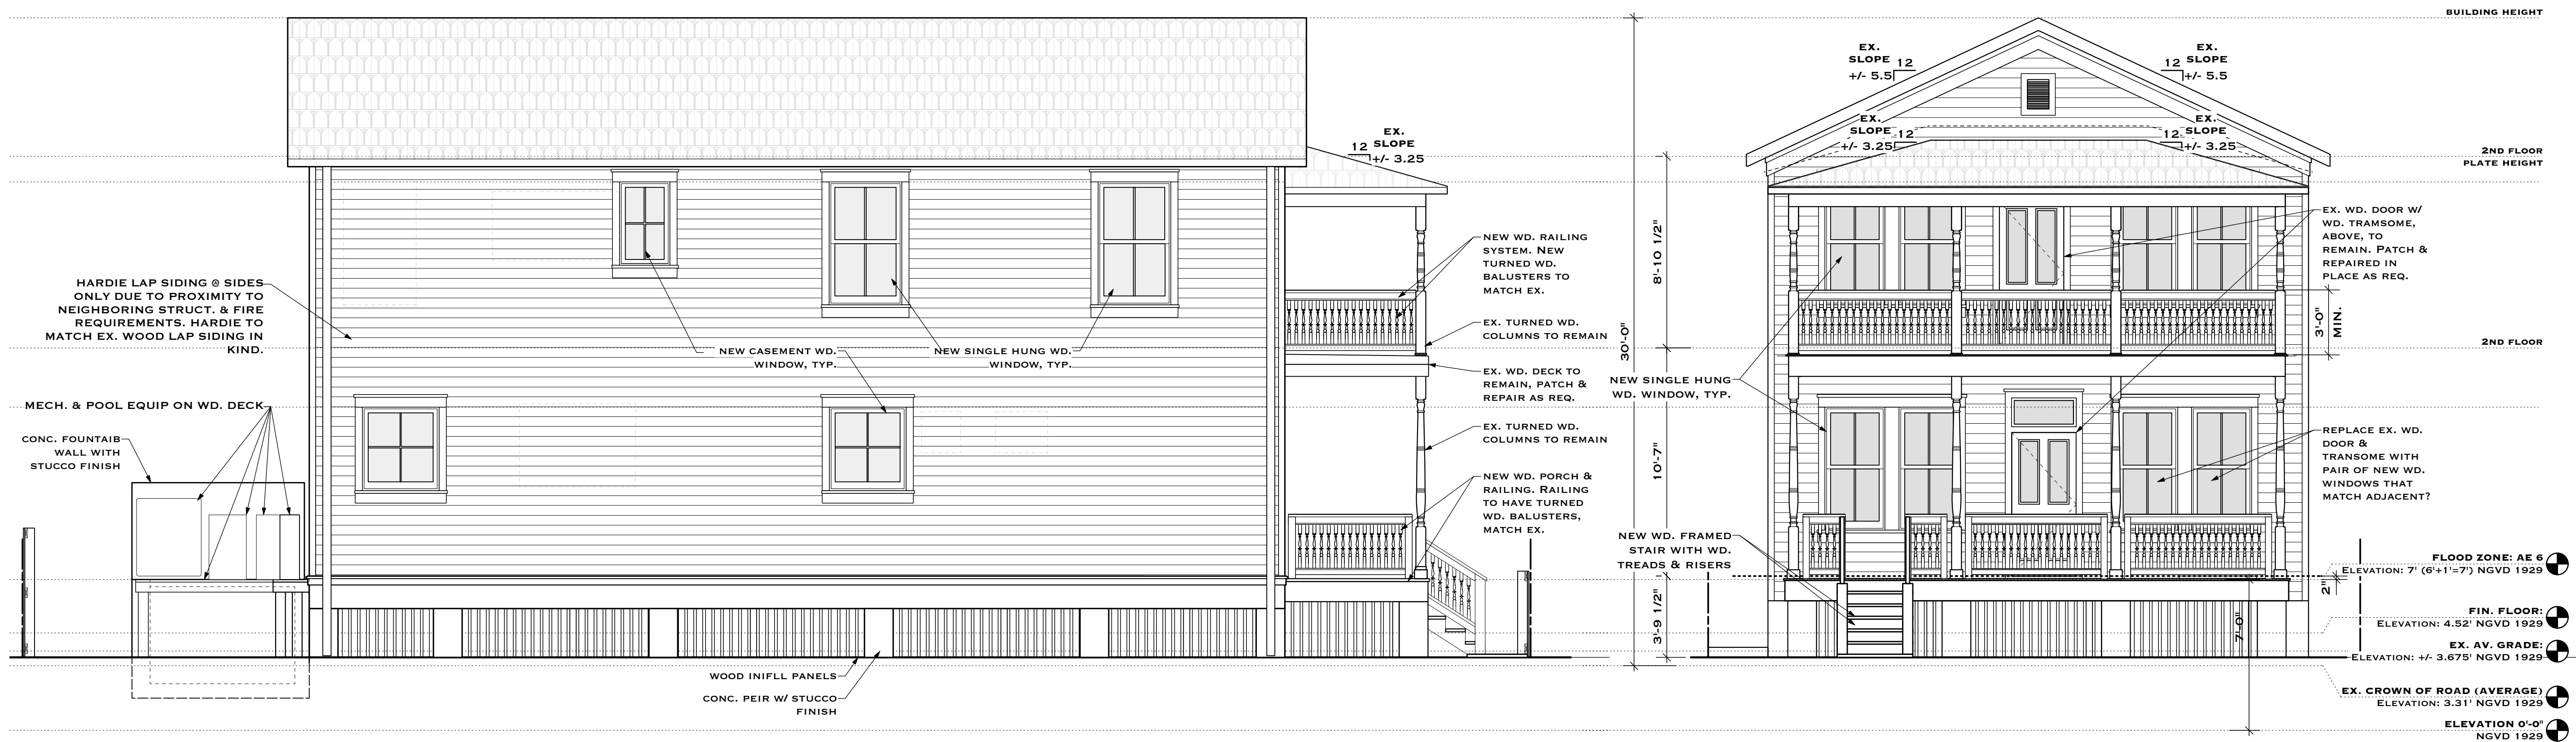 BUILDING HEIGHT
EX.
SLOPE
12
+/- 5.5
EX.
12 SLOPE
+/- 5.5
EX.
SLOPE
12
+/- 3.25
EX.
12 SLOPE
+/- 3.25
EX.
12 SLOPE
+/- 3.25
2ND FLOOR
PLATE HEIGHT
HARDIE LAP SIDING @ SIDES
ONLY DUE TO PROXIMITY TO
NEIGHBORING STRUCT. & FIRE
REQUIREMENTS. HARDIE TO
MATCH EX. WOOD LAP SIDING IN
KIND.
MECH. & POOL EQUIP ON WD. DECK
CONC. FOUNTAIB
WALL WITH
STUCCO FINISH
NEW CASEMENT WD.
WINDOW, TYP.
NEW SINGLE HUNG WD.
WINDOW, TYP.
WOOD INIFLL PANELS
CONC. PEIR W/ STUCCO
FINISH
NEW WD. RAILING
SYSTEM. NEW
TURNED WD.
BALUSTERS TO
MATCH EX.
EX. TURNED WD.
COLUMNS TO REMAIN
EX. WD. DECK TO
REMAIN, PATCH &
REPAIR AS REQ.
EX. TURNED WD.
COLUMNS TO REMAIN
NEW WD. PORCH &
RAILING. RAILING
TO HAVE TURNED
WD. BALUSTERS,
MATCH EX.
30'-0"
8'-10 1/2"
10'-7"
3'-9 1/2"
NEW SINGLE HUNG
WD. WINDOW, TYP.
NEW WD. FRAMED
STAIR WITH WD.
TREADS & RISERS
EX. WD. DOOR W/
WD. TRAMSOME,
ABOVE, TO
REMAIN. PATCH &
REPAIRED IN
PLACE AS REQ.
3'-0"
MIN.
2ND FLOOR
REPLACE EX. WD.
DOOR &
TRANSOME WITH
PAIR OF NEW WD.
WINDOWS THAT
MATCH ADJACENT?
2"
7'-0"
FLOOD ZONE: AE 6
ELEVATION: 7' (6'+1'=7') NGVD 1929
FIN. FLOOR:
ELEVATION: 4.52' NGVD 1929
EX. AV. GRADE:
ELEVATION: +/- 3.675' NGVD 1929
EX. CROWN OF ROAD (AVERAGE)
ELEVATION: 3.31' NGVD 1929
ELEVATION 0'-0"
NGVD 1929